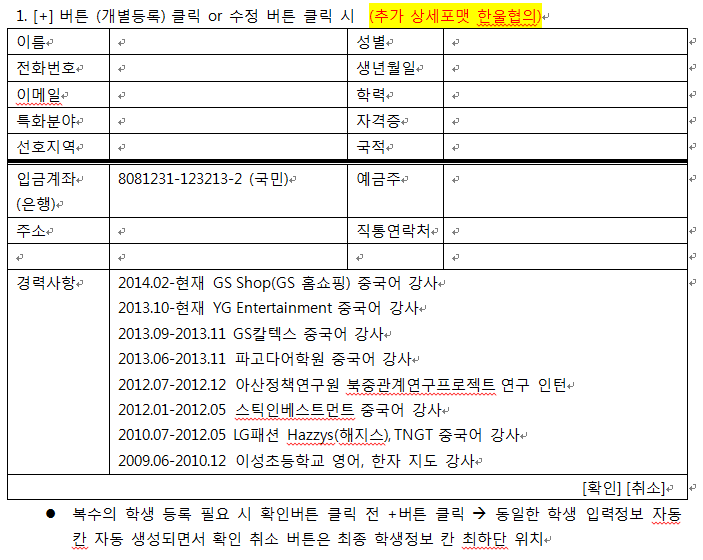 1. [+] 버튼 (개별등록) 클릭 or 수정 버튼 클릭 시 (추가 상세포맷 한울협의)
이름 성별
전화번호 생년월일
이메일 학력
특화분야 자격증
선호지역 국적
입금계좌 8081231-123213-2 (국민) 예금주
(은행)
주소 직통연락처
경력사항 2014.02-현재 GS Shop(GS 홈쇼핑) 중국어 강사
2013.10-현재 YG Entertainment 중국어 강사
2013.09-2013.11 GS칼텍스 중국어 강사
2013.06-2013.11 파고다어학원 중국어 강사
2012.07-2012.12 아산정책연구원 북중관계연구프로젝트 연구 인턴
2012.01-2012.05 스틱인베스트먼트 중국어 강사
2010.07-2012.05 LG패션 Hazzys(해지스), TNGT 중국어 강사
2009.06-2010.12 이성초등학교 영어, 한자 지도 강사
[확인] [취소]
● 복수의 학생 등록 필요 시 확인버튼 클릭 전 +버튼 클릭 → 동일한 학생 입력정보 자동
칸 자동 생성되면서 확인 취소 버튼은 최종 학생정보 칸 최하단 위치